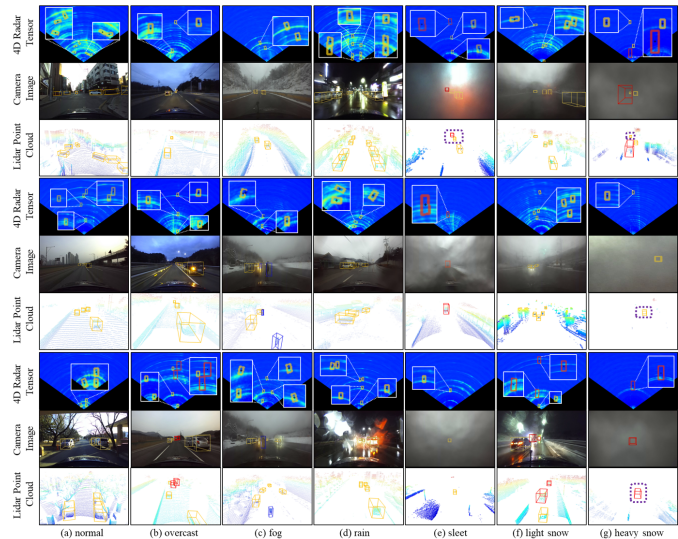 4D Radar
Tensor
Camera
Image
Lidar Point
Cloud
4D Radar
Tensor
Camera
Image
Lidar Point
Cloud
4D Radar
Tensor
Camera
Image
Lidar Point
Cloud
(a) normal
(b) overcast
(c) fog
(d) rain
(e) sleet
(f) light snow
(g) heavy snow